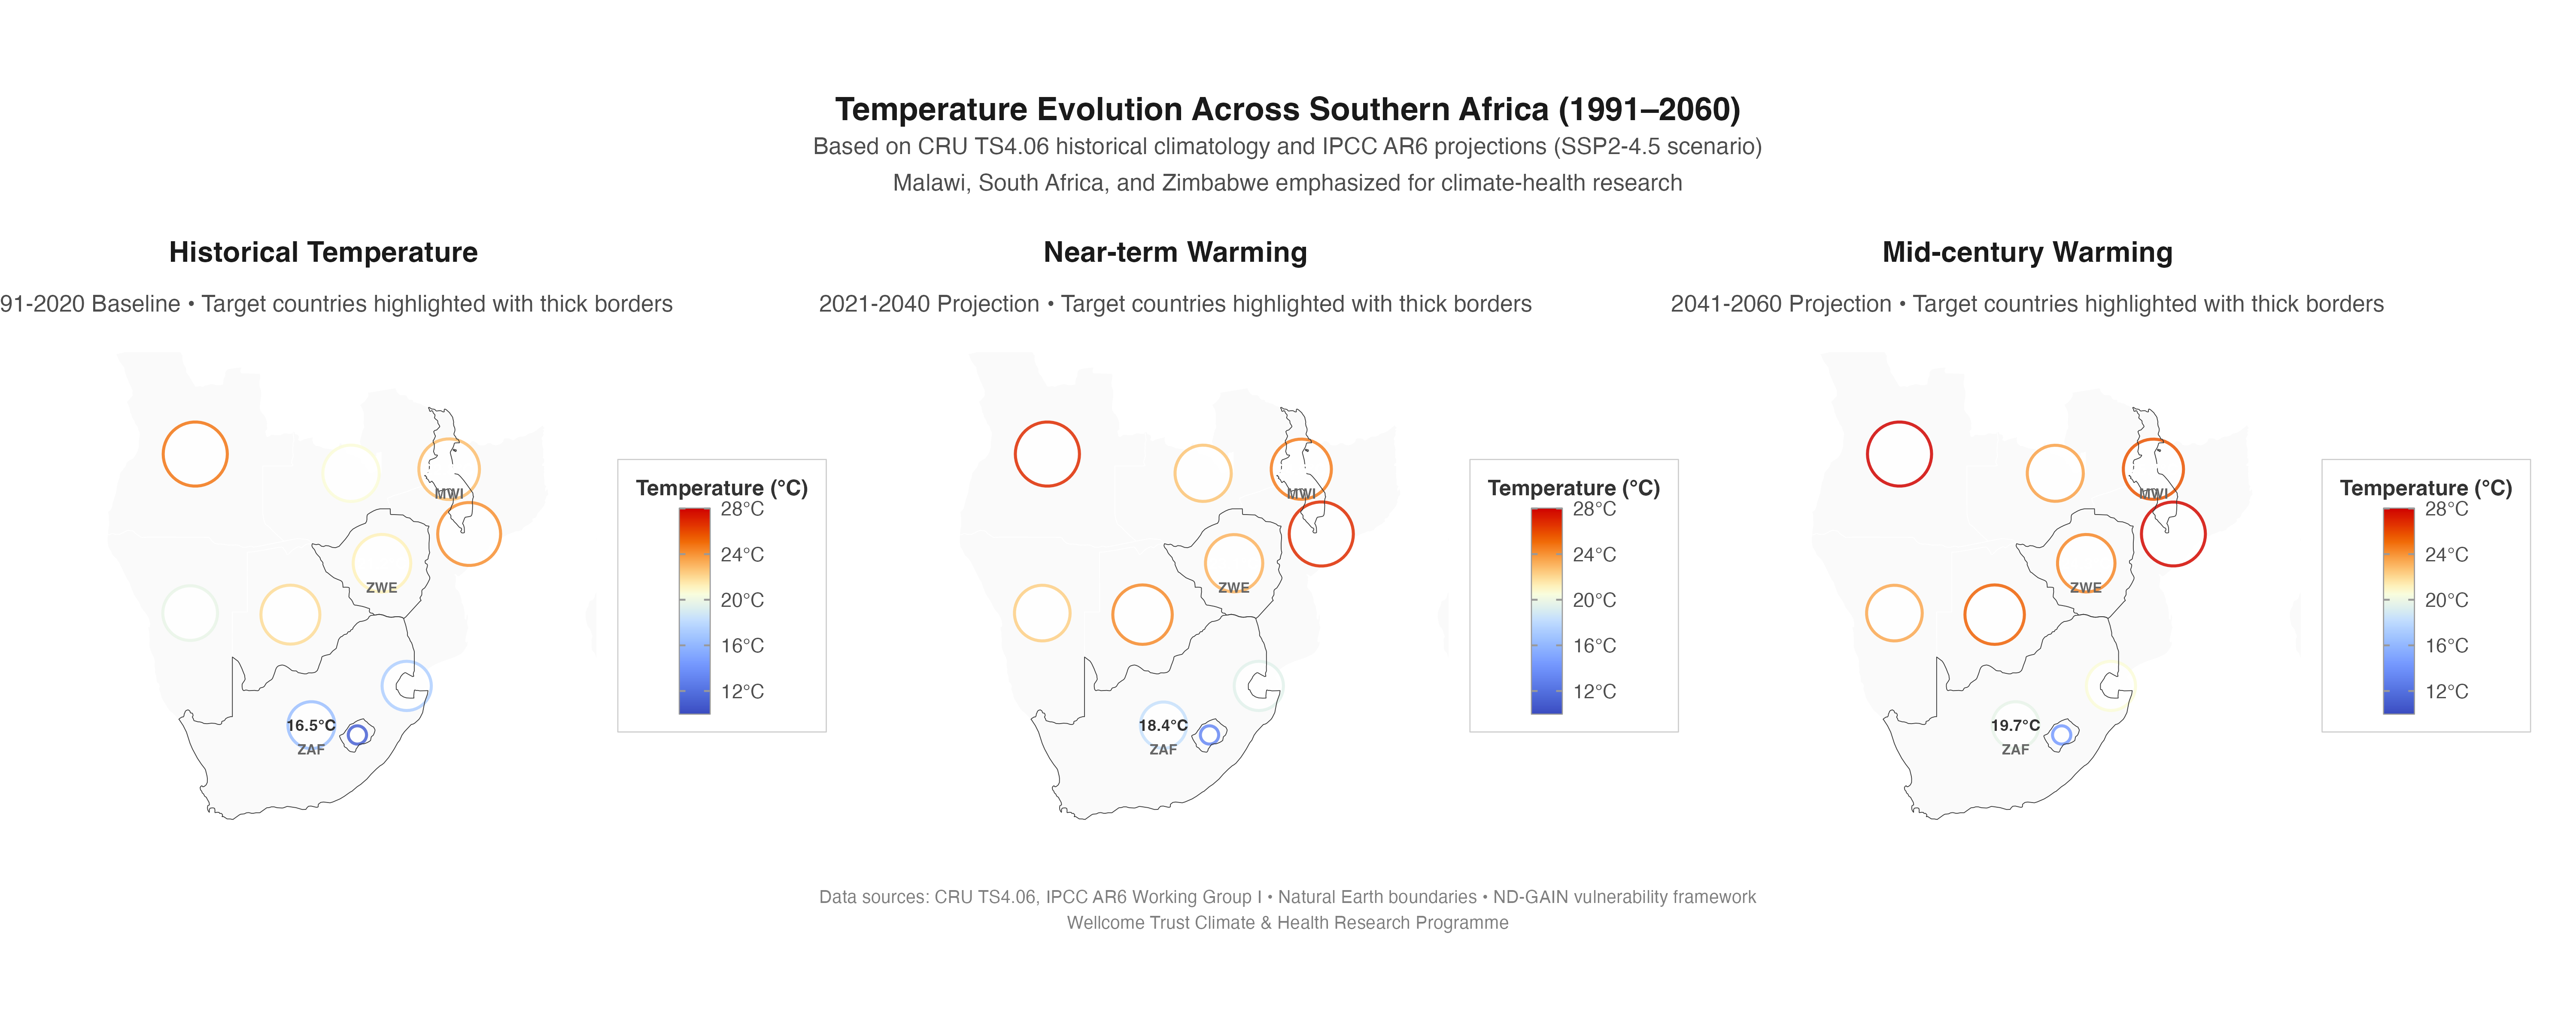 Temperature Evolution Across Southern Africa (1991–2060)
Based on CRU TS4.06 historical climatology and IPCC AR6 projections (SSP2-4.5 scenario)
Malawi, South Africa, and Zimbabwe emphasized for climate-health research
Historical Temperature
91-2020 Baseline • Target countries highlighted with thick borders
MWI
ZWE
16.5°C
ZAF
Temperature (°C)
28°C
24°C
20°C
16°C
12°C
Near-term Warming
2021-2040 Projection • Target countries highlighted with thick borders
MWI
ZWE
18.4°C
ZAF
Temperature (°C)
28°C
24°C
20°C
16°C
12°C
Mid-century Warming
2041-2060 Projection • Target countries highlighted with thick borders
MWI
ZWE
19.7°C
ZAF
Temperature (°C)
28°C
24°C
20°C
16°C
12°C
Data sources: CRU TS4.06, IPCC AR6 Working Group I • Natural Earth boundaries • ND-GAIN vulnerability framework
Wellcome Trust Climate & Health Research Programme